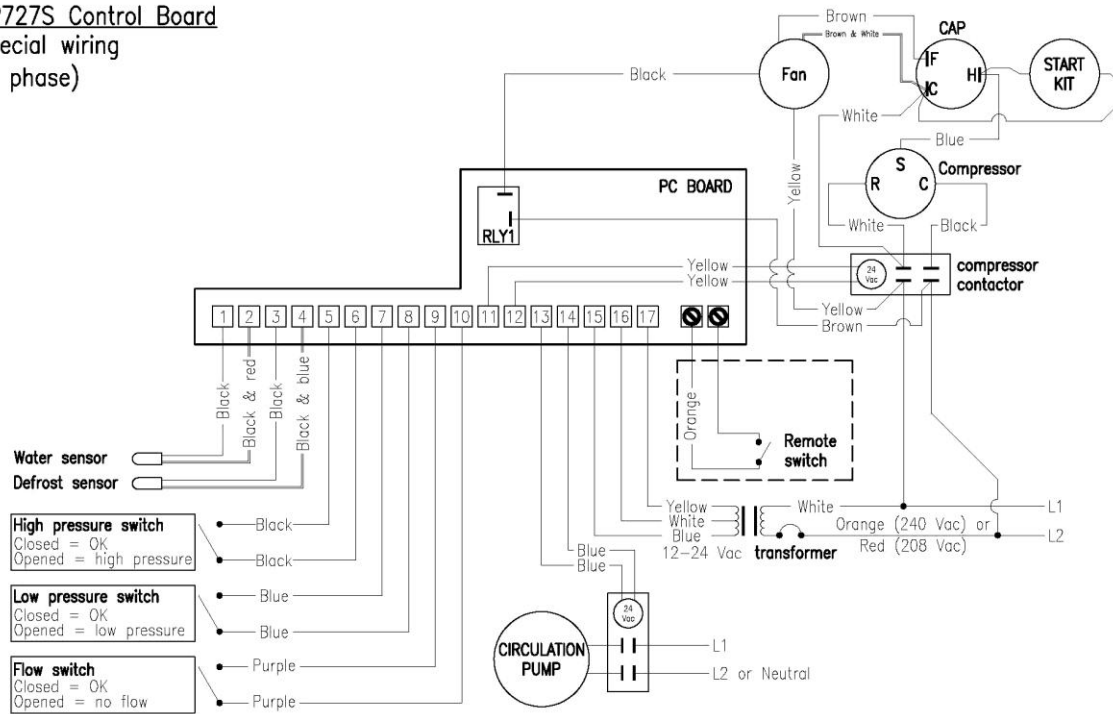 727S Control Board
ecial wiring
phase)
Brown
Brown & White
CAP
F
H
C
START
KIT
Fan
Black
White
Blue
Yellow
S
R
C
Compressor
White
Black
PC BOARD
RLY1
Yellow
Yellow
24
Vac
compressor
contactor
Yellow
Brown
1 2 3 4 5 6 7 8 9 10 11 12 13 14 15 16 17
Black
Black & red
Black
Black & blue
Orange
Remote
switch
Water sensor
Defrost sensor
High pressure switch
Closed = OK
Opened = high pressure
Black
Black
Low pressure switch
Closed = OK
Opened = low pressure
Blue
Blue
Flow switch
Closed = OK
Opened = no flow
Purple
Purple
Yellow
White
Blue
12-24 Vac
transformer
White
L1
Orange (240 Vac) or
Red (208 Vac)
L2
Blue
Blue
24
Vac
CIRCULATION
PUMP
L1
L2 or Neutral